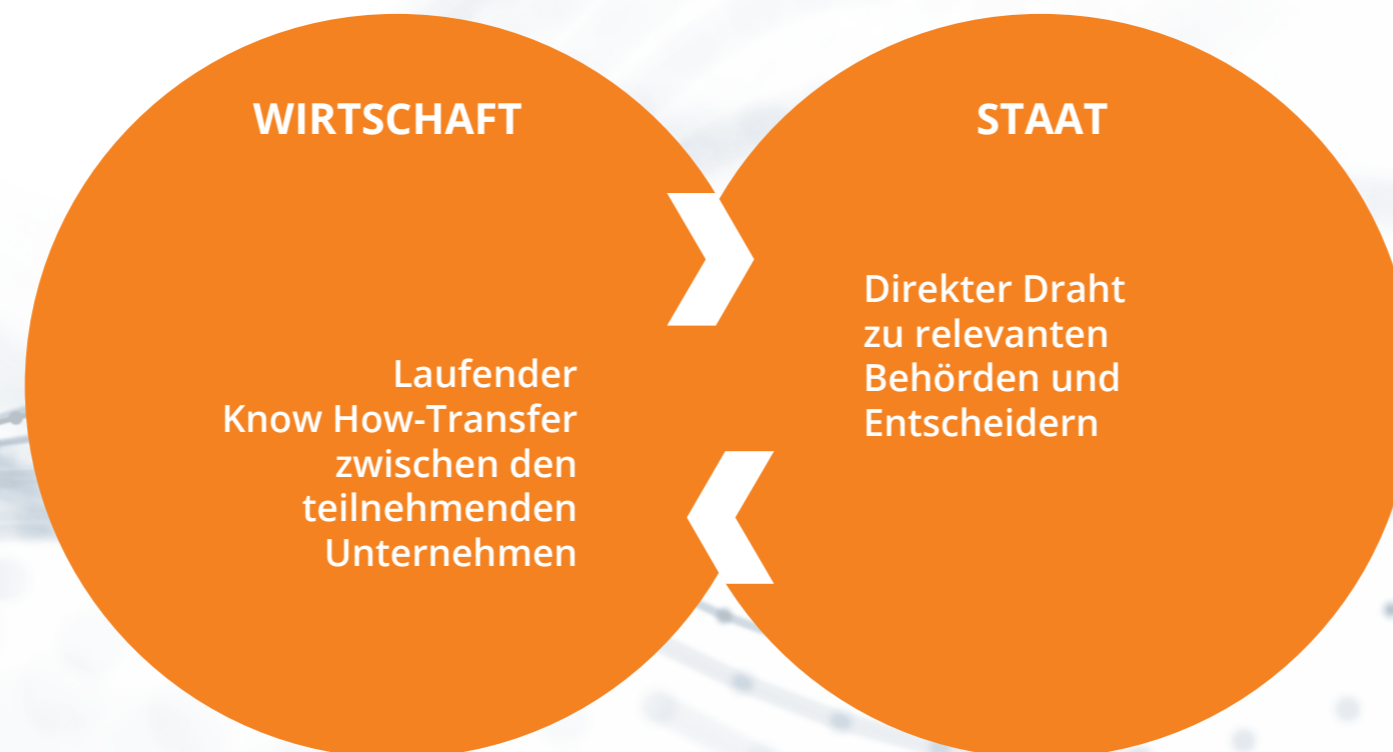 WIRTSCHAFT
Laufender
Know How-Transfer
zwischen den
teilnehmenden
Unternehmen
STAAT
Direkter Draht
zu relevanten
Behörden und
Entscheidern